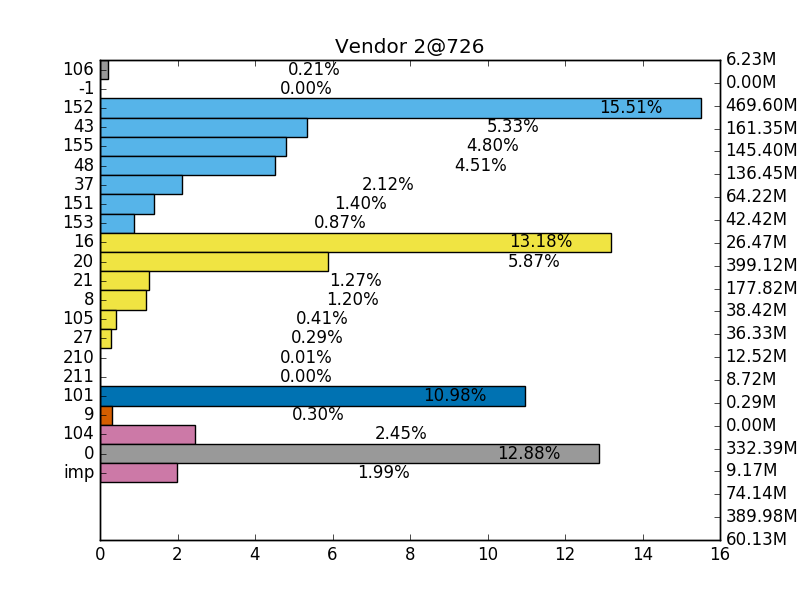 Vendor 2@726
106 0.21% 6.23M
-1 0.00% 0.00M
152 15.51% 469.60M
43 5.33% 161.35M
155 4.80% 145.40M
48 4.51% 136.45M
37 2.12% 64.22M
151 1.40% 42.42M
153 0.87% 26.47M
16 13.18% 399.12M
20 5.87% 177.82M
21 1.27% 38.42M
8 1.20% 36.33M
105 0.41% 12.52M
27 0.29% 8.72M
210 0.01% 0.29M
211 0.00% 0.00M
101 10.98% 332.39M
9 0.30% 9.17M
104 2.45% 74.14M
0 12.88% 389.98M
imp 1.99% 60.13M
0 2 4 6 8 10 12 14 16